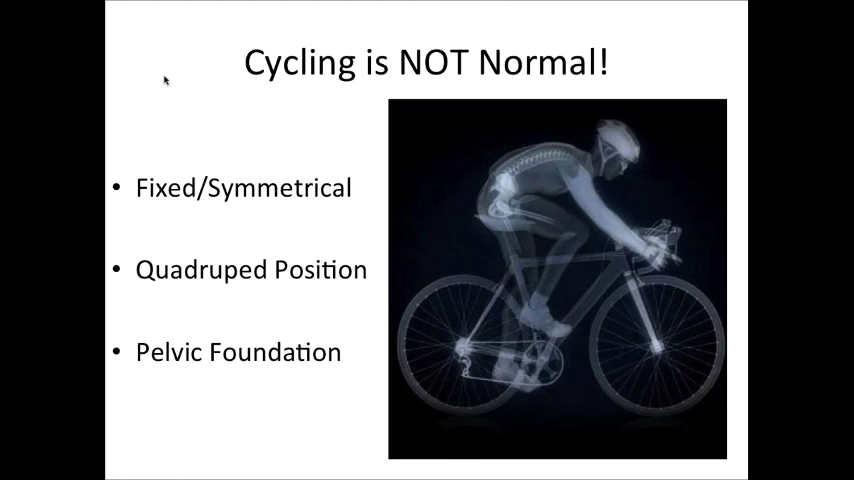 Cycling is NOT Normal!
• Fixed/Symmetrical
• Quadruped Position
• Pelvic Foundation